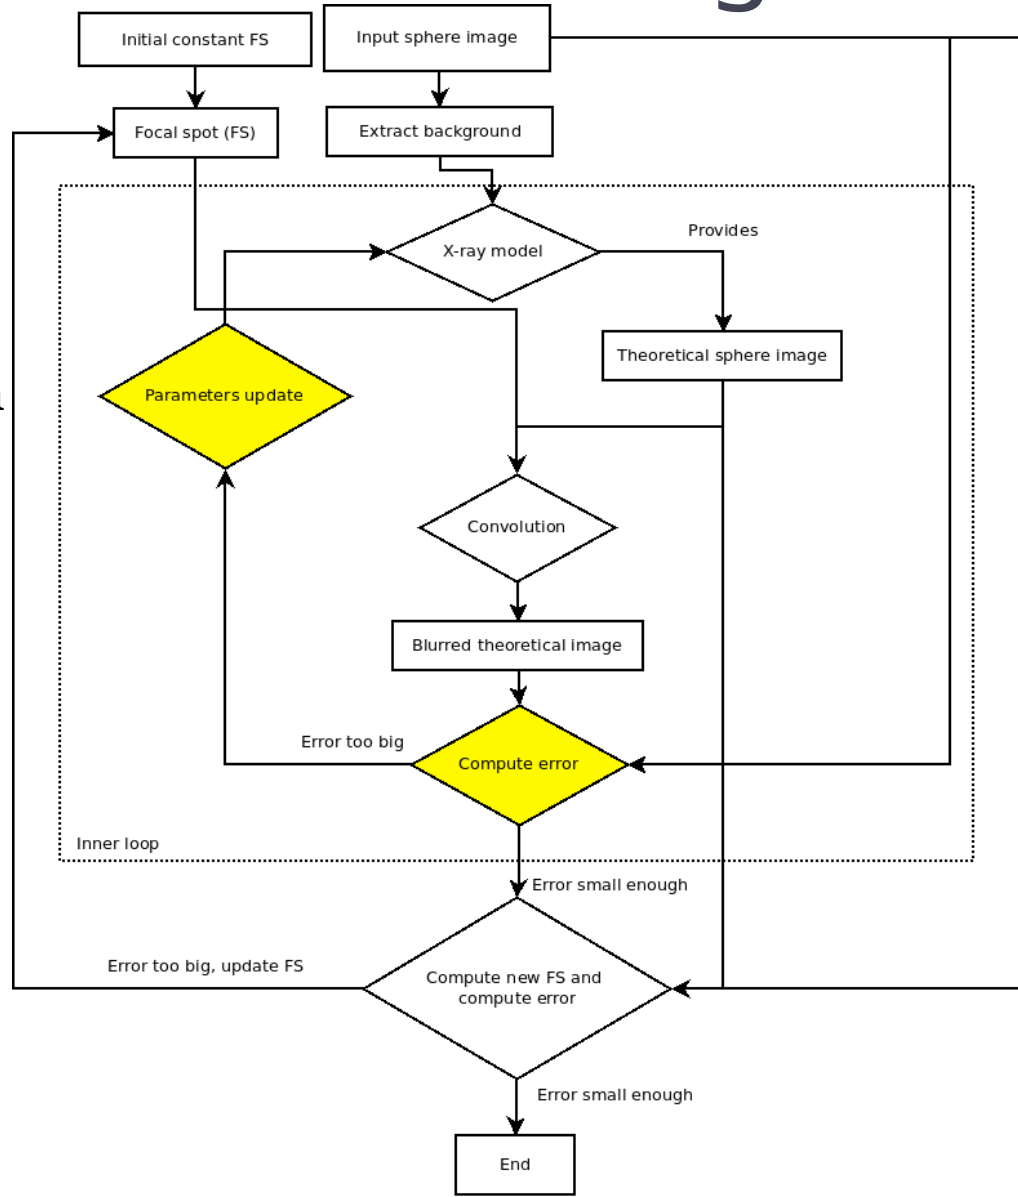 Initial constant FS
Input sphere image
Focal spot (FS)
Extract background
X-ray model
Provides
Theoretical sphere image
Parameters update
Convolution
Blurred theoretical image
Error too big
Compute error
Inner loop
Error small enough
Error too big, update FS
Compute new FS and
compute error
Error small enough
End